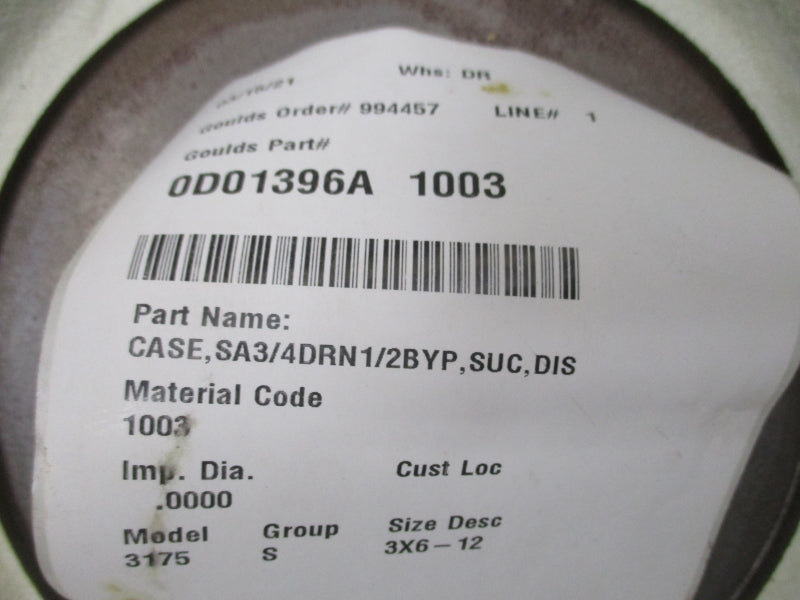 Whs: DR
Goulds Order# 994457 LINE# 1
Goulds Part#
0D01396A 1003
Part Name:
CASE,SA3/4DRN1/2BYP,SUC,DIS
Material Code
1003
Imp. Dia. Cust Loc
.0000
Model Group Size Desc
3175 S 3X6-12